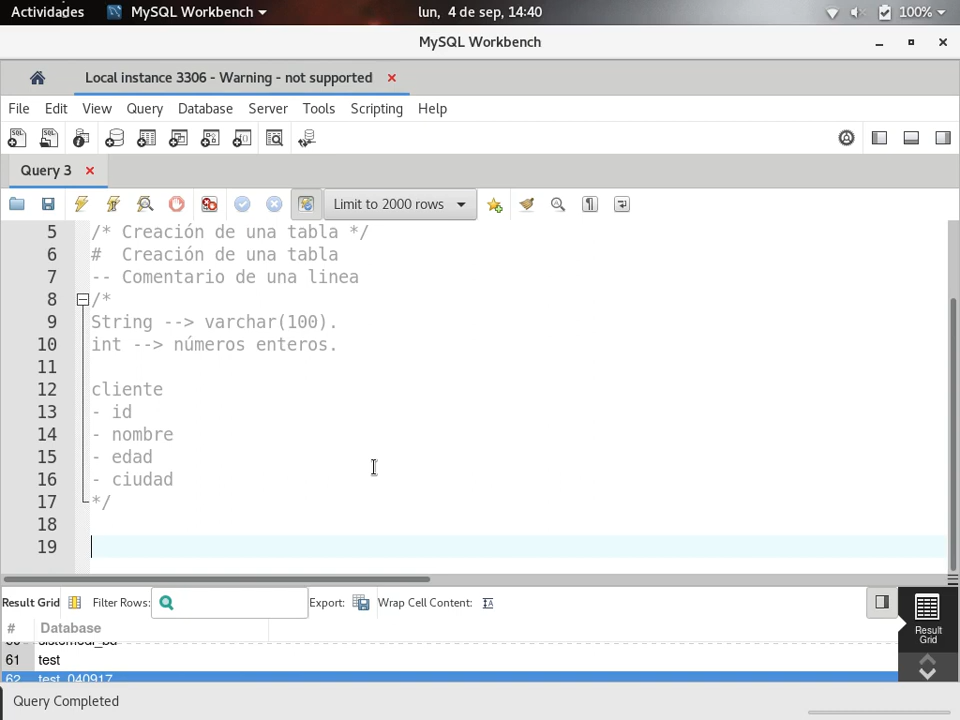 Actividades MySQL Workbench lun, 4 de sep, 14:40 100%
MySQL Workbench
Local instance 3306 - Warning - not supported
File Edit View Query Database Server Tools Scripting Help
Query 3
Limit to 2000 rows
5 /* Creación de una tabla */
6 #  Creación de una tabla
7 -- Comentario de una linea
8 /*
9 String --> varchar(100).
10 int --> números enteros.
11
12 cliente
13 - id
14 - nombre
15 - edad
16 - ciudad
17 */
18
19
Result Grid Filter Rows: Export: Wrap Cell Content:
Result Grid
# Database
61 test
62 test_040917
Query Completed